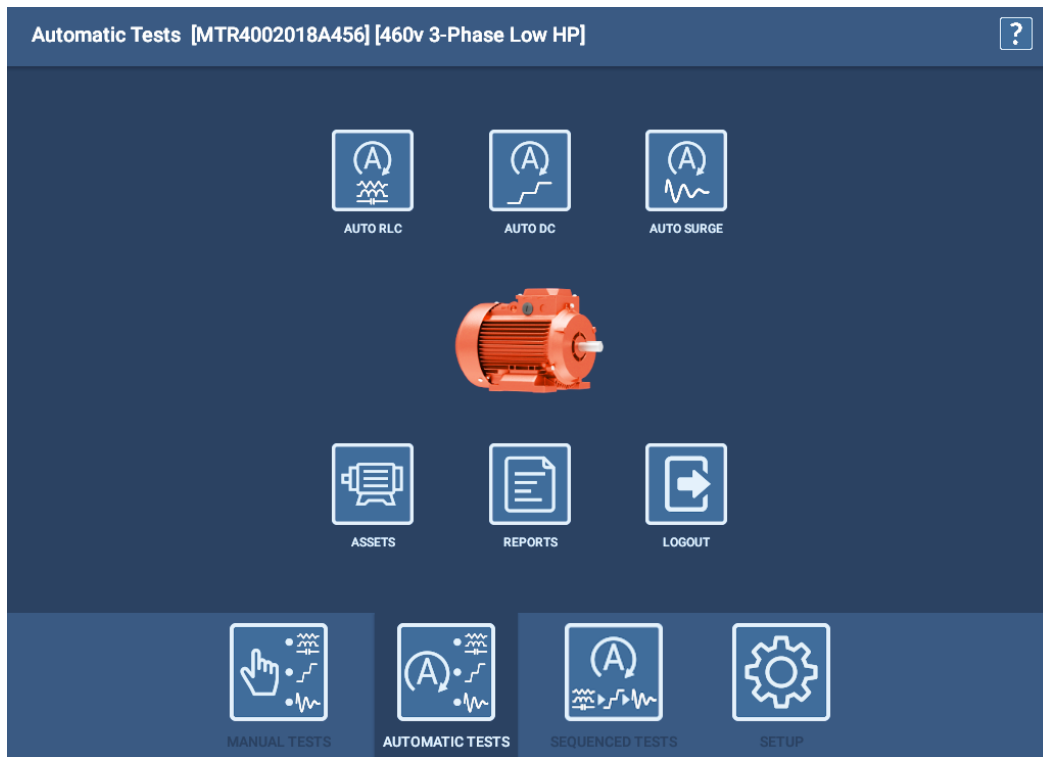 Automatic Tests [MTR4002018A456] [460v 3-Phase Low HP]
?
A A A
AUTO RLC AUTO DC AUTO SURGE
ASSETS REPORTS LOGOUT
A A
MANUAL TESTS AUTOMATIC TESTS SEQUENCED TESTS SETUP